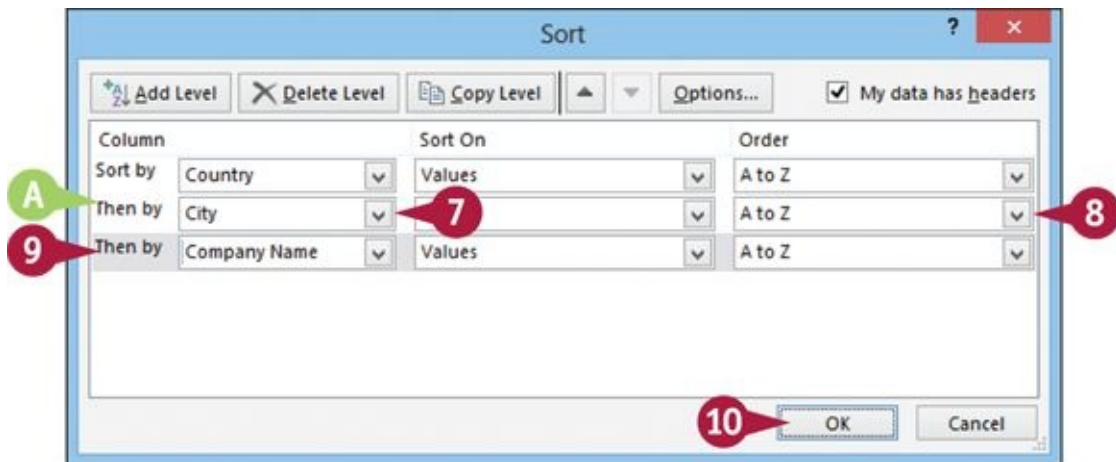 Sort ?
Add Level Delete Level Copy Level Options... My data has headers
Column Sort On Order
Sort by Country Values A to Z
A
Then by City 7 A to Z 8
9 Then by Company Name Values A to Z
10 OK Cancel